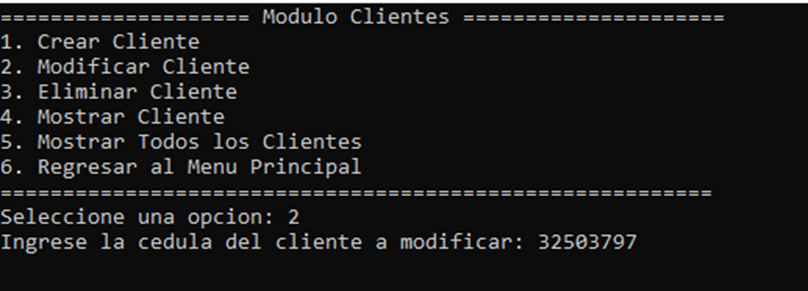 ==================== Modulo Clientes =====================
1. Crear Cliente
2. Modificar Cliente
3. Eliminar Cliente
4. Mostrar Cliente
5. Mostrar Todos los Clientes
6. Regresar al Menu Principal
=========================================================
Seleccione una opcion: 2
Ingrese la cedula del cliente a modificar: 32503797